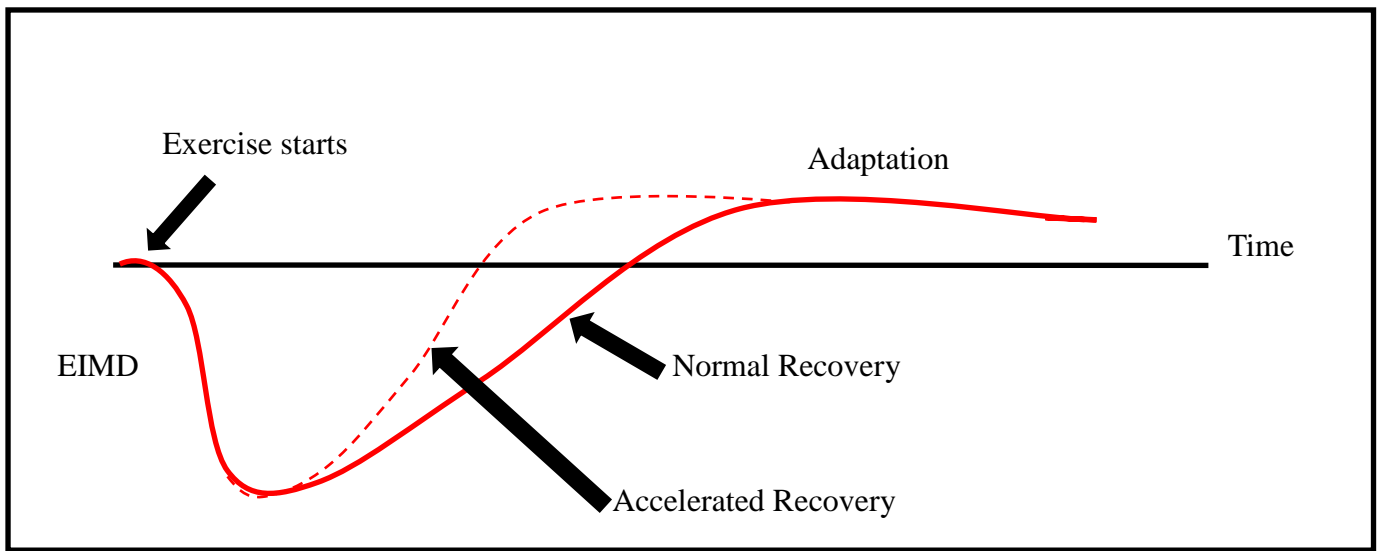 Exercise starts
Adaptation
Time
EIMD
Normal Recovery
Accelerated Recovery